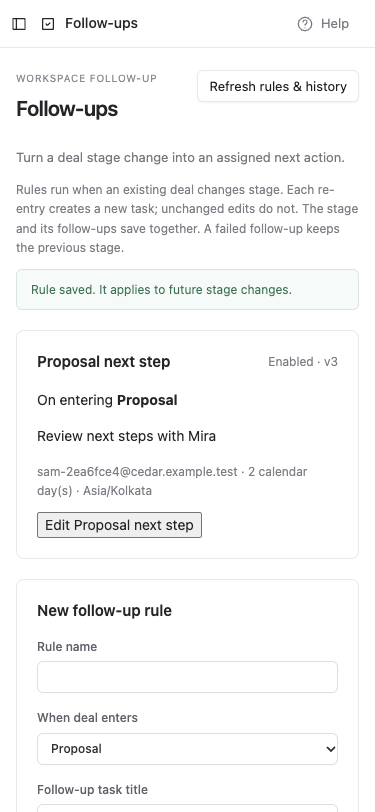 Follow-ups
Help
WORKSPACE FOLLOW-UP
Follow-ups
Refresh rules & history
Turn a deal stage change into an assigned next action.
Rules run when an existing deal changes stage. Each re-
entry creates a new task; unchanged edits do not. The stage
and its follow-ups save together. A failed follow-up keeps
the previous stage.
Rule saved. It applies to future stage changes.
Proposal next step
Enabled · v3
On entering Proposal
Review next steps with Mira
sam-2ea6fce4@cedar.example.test · 2 calendar
day(s) · Asia/Kolkata
Edit Proposal next step
New follow-up rule
Rule name
When deal enters
Proposal
Follow-up task title